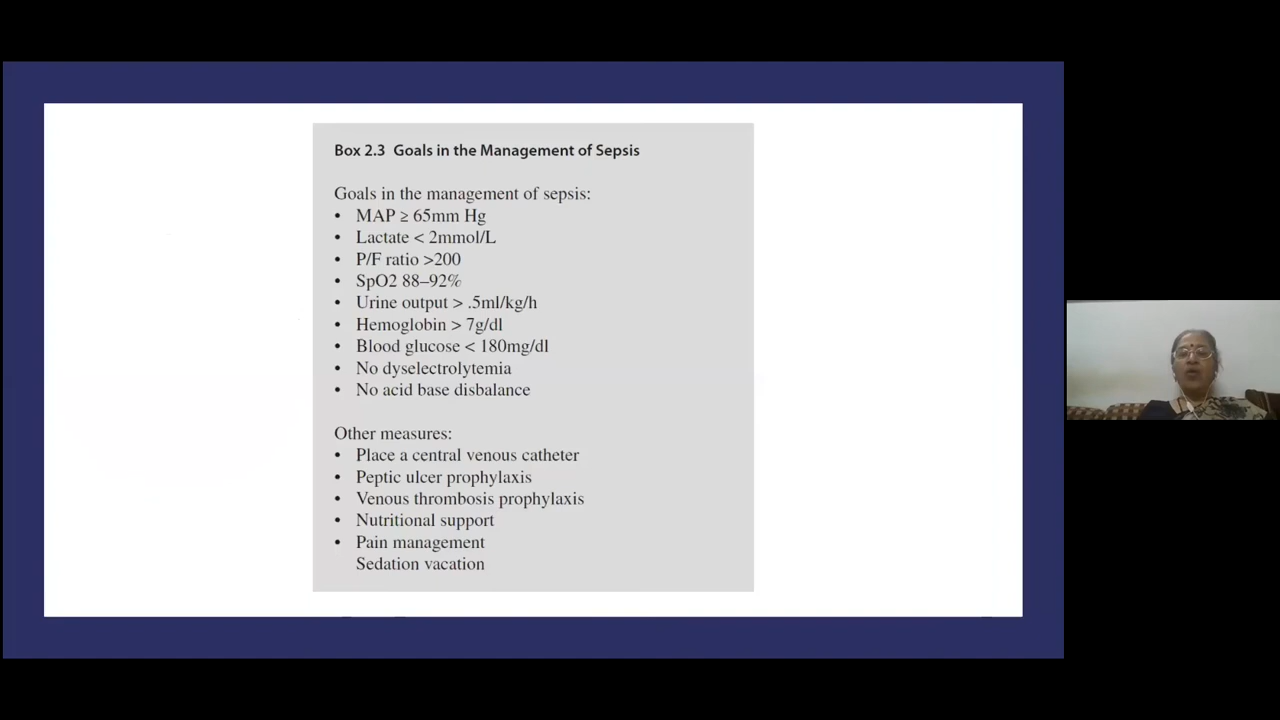 Box 2.3 Goals in the Management of Sepsis
Goals in the management of sepsis:
• MAP ≥ 65mm Hg
• Lactate < 2mmol/L
• P/F ratio >200
• SpO2 88–92%
• Urine output > .5ml/kg/h
• Hemoglobin > 7g/dl
• Blood glucose < 180mg/dl
• No dyselectrolytemia
• No acid base disbalance
Other measures:
• Place a central venous catheter
• Peptic ulcer prophylaxis
• Venous thrombosis prophylaxis
• Nutritional support
• Pain management
Sedation vacation